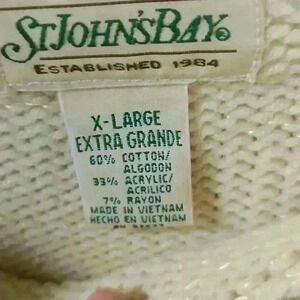 ST. JOHN'S BAY®
ESTABLISHED 1984
X-LARGE
EXTRA GRANDE
60% COTTON/
ALGODON
33% ACRYLIC/
ACRILICO
7% RAYON
MADE IN VIETNAM
HECHO EN VIETNAM